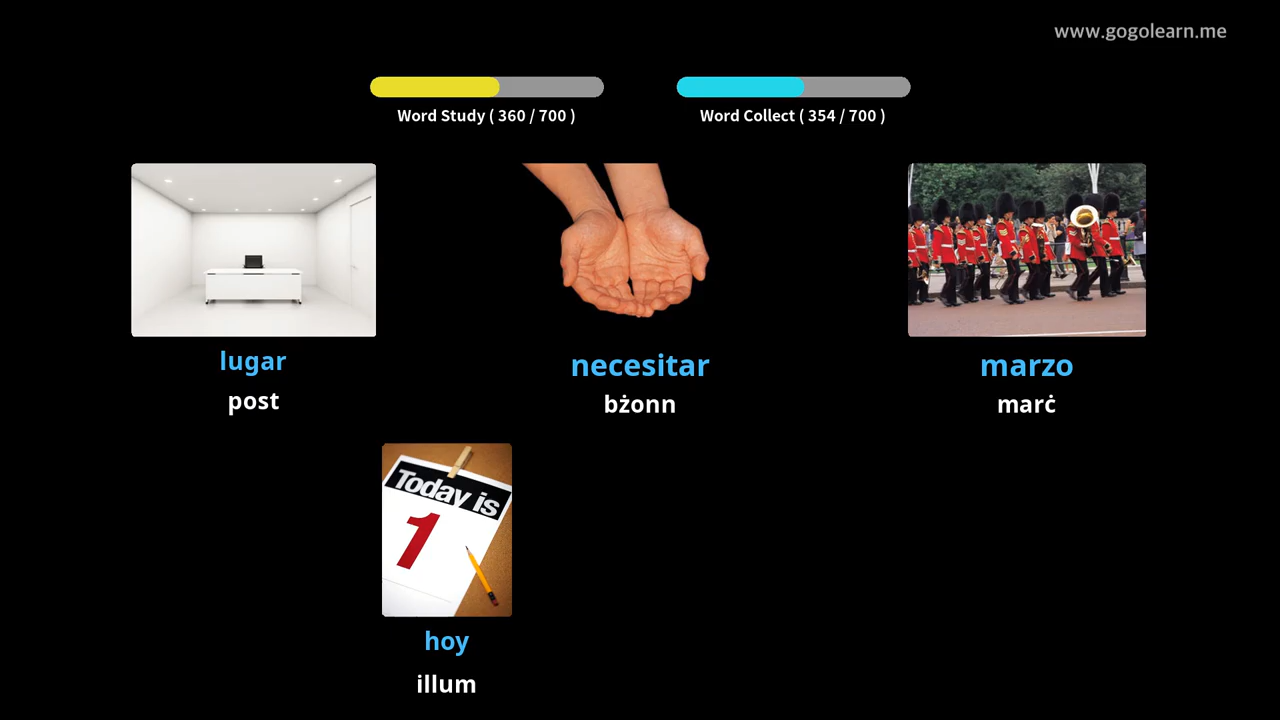 www.gogolearn.me
Word Study ( 360 / 700 )
Word Collect ( 354 / 700 )
lugar
post
necesitar
bżonn
marzo
marċ
Today is
1
hoy
illum